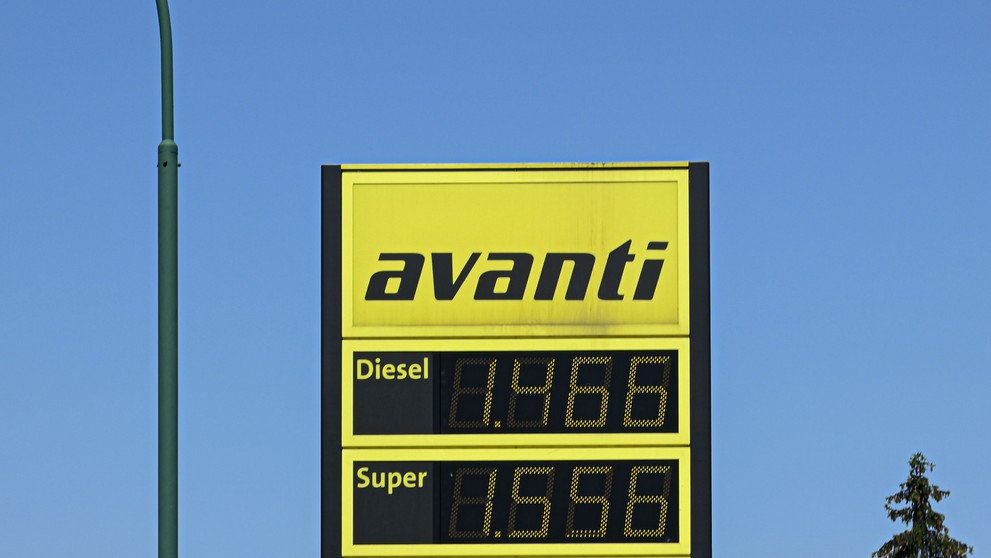 avanti
Diesel 1.466
Super 1.556